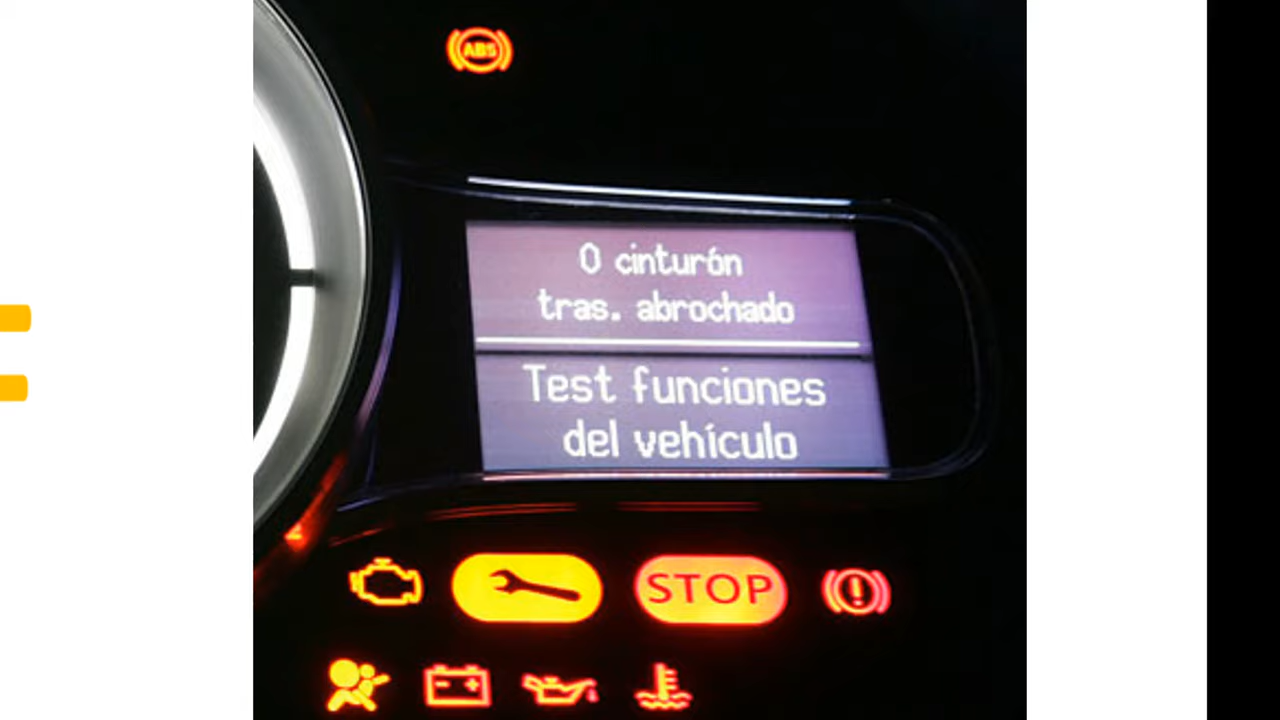 ABS
0 cinturón
tras. abrochado
Test funciones
del vehículo
STOP